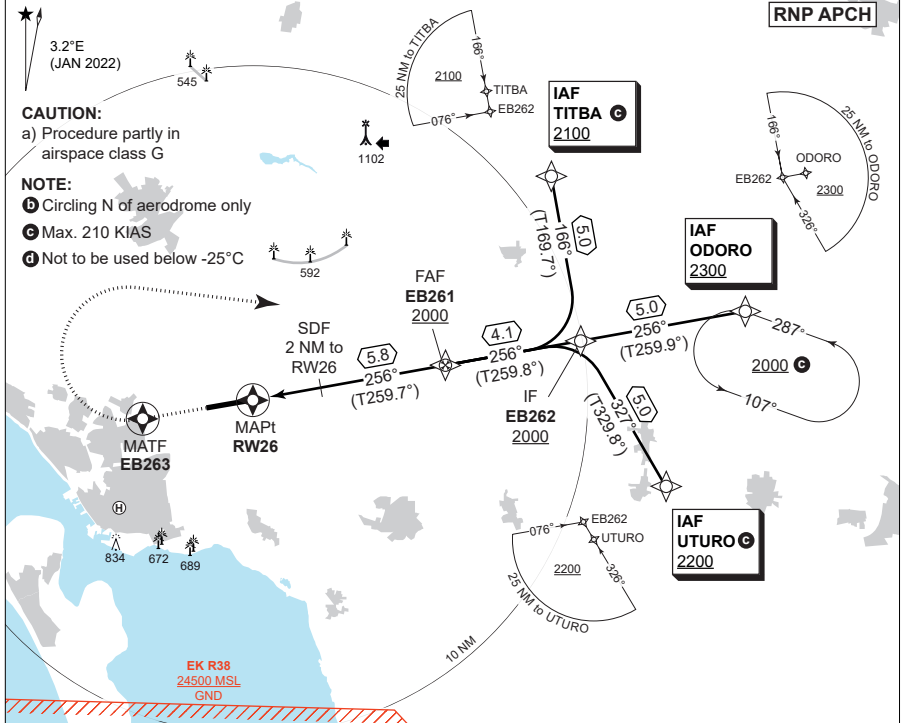 RNP APCH
3.2°E
(JAN 2022)
CAUTION:
a) Procedure partly in
airspace class G
NOTE:
b Circling N of aerodrome only
c Max. 210 KIAS
d Not to be used below -25°C
545
1102
592
25 NM to TITBA
2100
166°
TITBA
EB262
076°
IAF
TITBA c
2100
25 NM to ODORO
166°
ODORO
EB262
2300
326°
IAF
ODORO
2300
5.0
166°
(T169.7°)
5.0
256°
(T259.9°)
287°
2000 c
107°
FAF
EB261
2000
4.1
256°
(T259.8°)
SDF
2 NM to
RW26
5.8
256°
(T259.7°)
IF
EB262
2000
5.0
327°
(T329.8°)
MAPt
RW26
MATF
EB263
H
834
672
689
IAF
UTURO c
2200
076°
EB262
UTURO
2200
326°
25 NM to UTURO
10 NM
EK R38
24500 MSL
GND